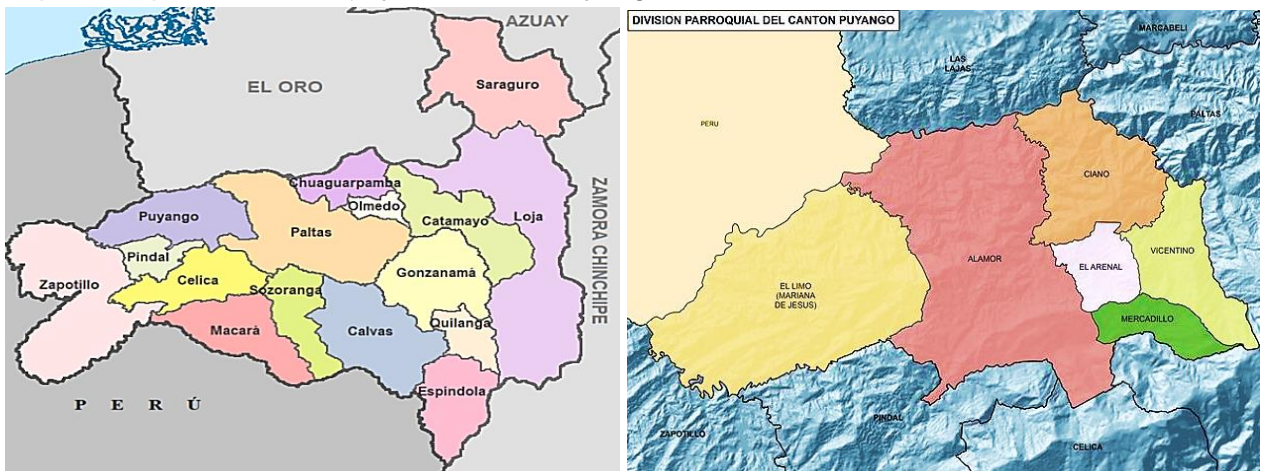 AZUAY
Saraguro
EL ORO
Chuaguarpamba
Olmedo
Puyango
Catamayo
Loja
ZAMORA CHINCHIPE
Paltas
Pindal
Gonzanamá
Celica
Zapotillo
Sozoranga
Quilanga
Macará
Calvas
Espindola
P E R Ú
DIVISION PARROQUIAL DEL CANTON PUYANGO
MARCABELI
LAS
LAJAS
PALTAS
PERU
CIANO
VICENTINO
ALAMOR
EL ARENAL
EL LIMO
(MARIANA
DE JESUS)
MERCADILLO
PINDAL
ZAPOTILLO
CELICA